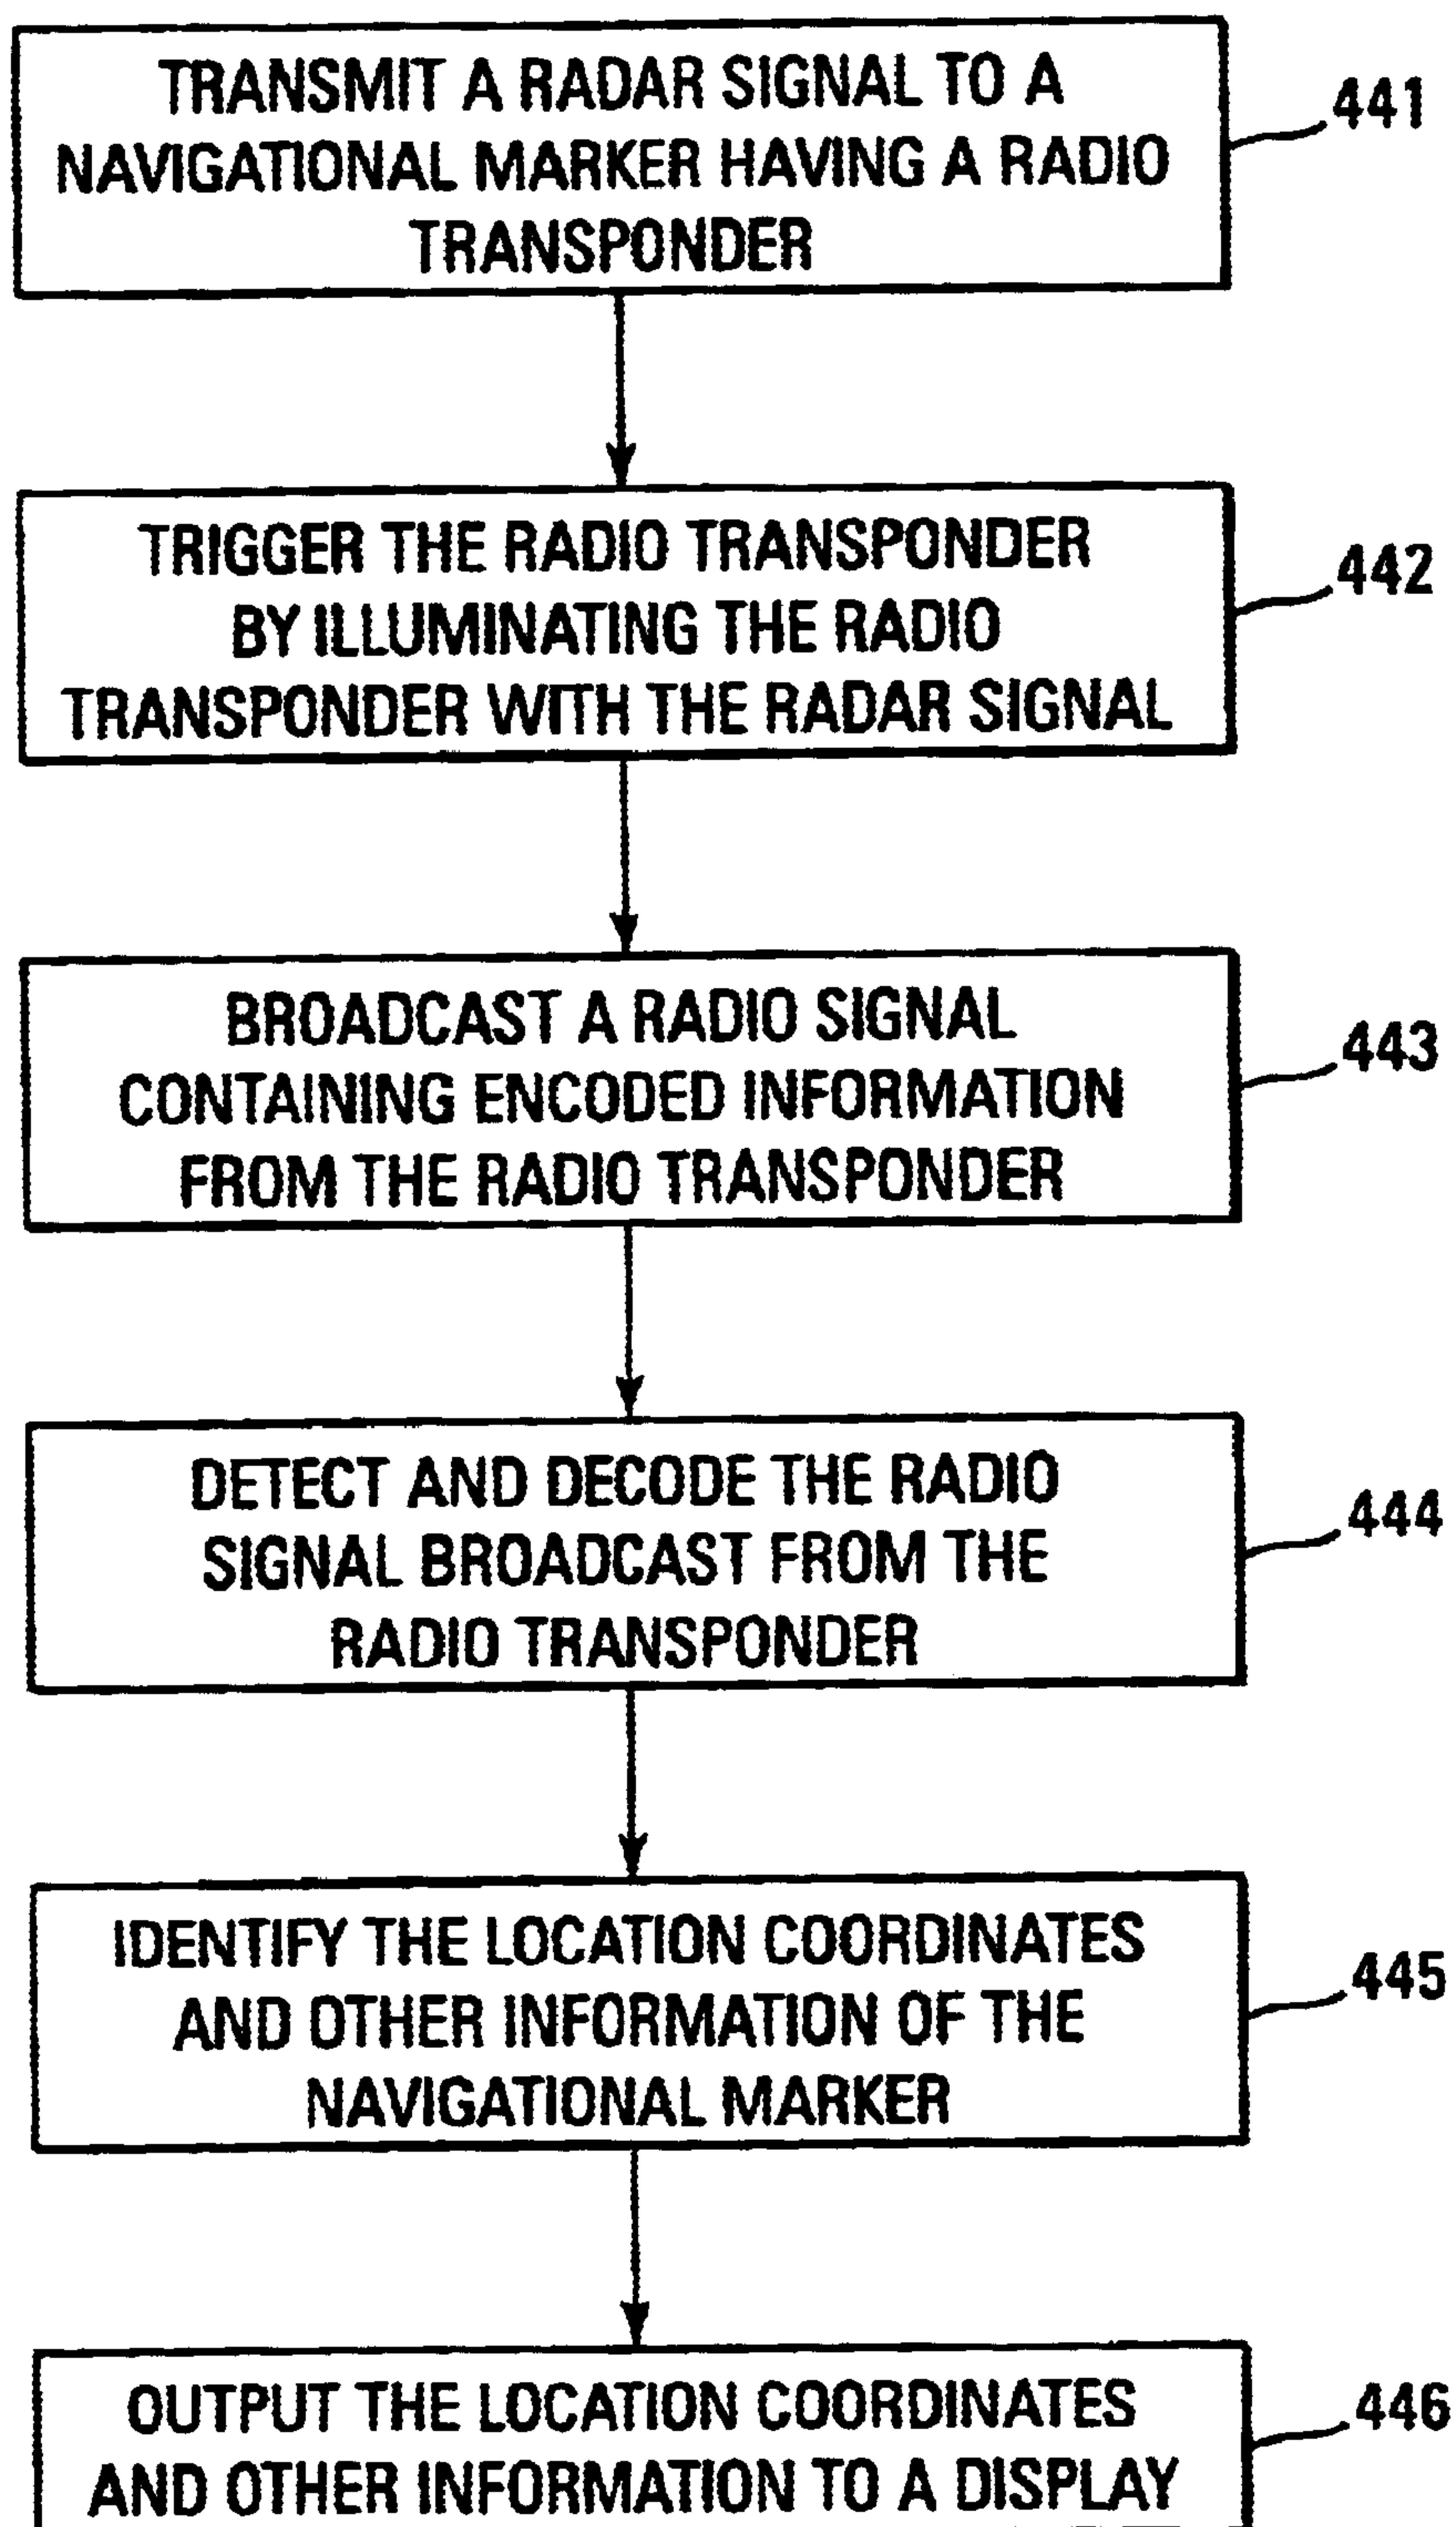 TRANSMIT A RADAR SIGNAL TO A
NAVIGATIONAL MARKER HAVING A RADIO
TRANSPONDER
441
TRIGGER THE RADIO TRANSPONDER
BY ILLUMINATING THE RADIO
TRANSPONDER WITH THE RADAR SIGNAL
442
BROADCAST A RADIO SIGNAL
CONTAINING ENCODED INFORMATION
FROM THE RADIO TRANSPONDER
443
DETECT AND DECODE THE RADIO
SIGNAL BROADCAST FROM THE
RADIO TRANSPONDER
444
IDENTIFY THE LOCATION COORDINATES
AND OTHER INFORMATION OF THE
NAVIGATIONAL MARKER
445
OUTPUT THE LOCATION COORDINATES
AND OTHER INFORMATION TO A DISPLAY
446